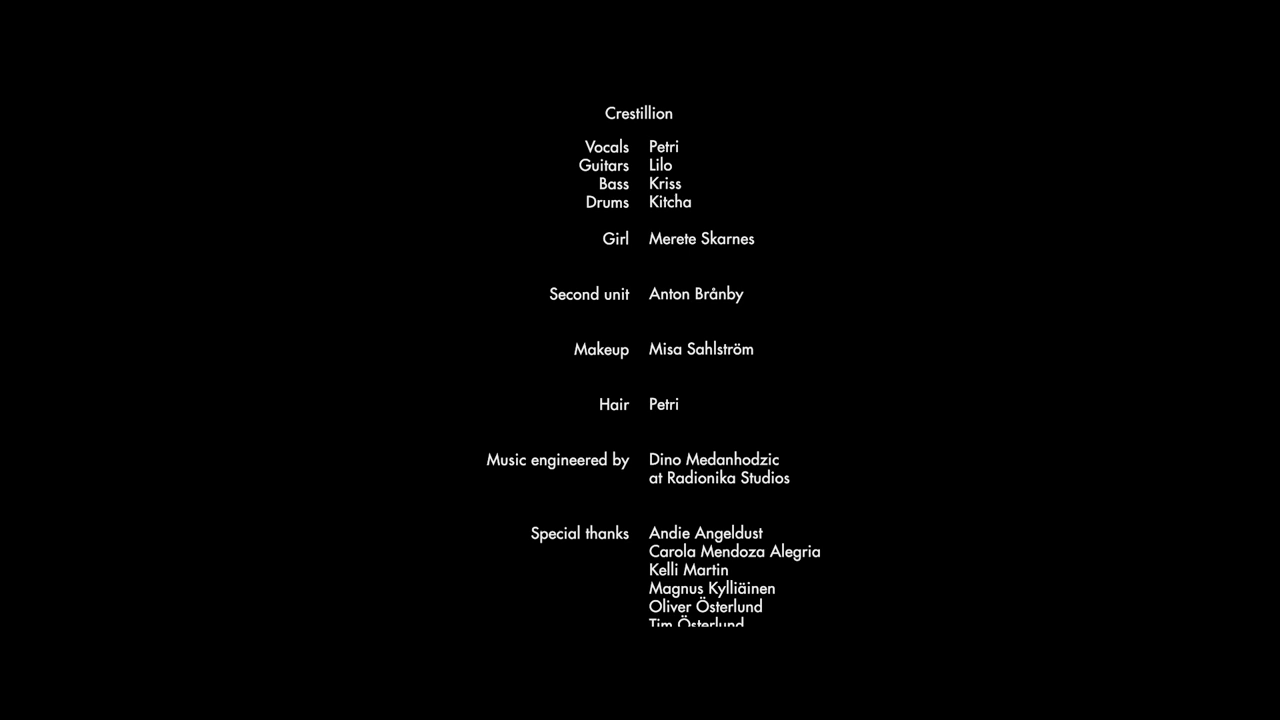 Crestillion
Vocals Petri
Guitars Lilo
Bass Kriss
Drums Kitcha
Girl Merete Skarnes
Second unit Anton Brånby
Makeup Misa Sahlström
Hair Petri
Music engineered by Dino Medanhodzic
at Radionika Studios
Special thanks Andie Angeldust
Carola Mendoza Alegria
Kelli Martin
Magnus Kylliäinen
Oliver Österlund
Tim Österlund